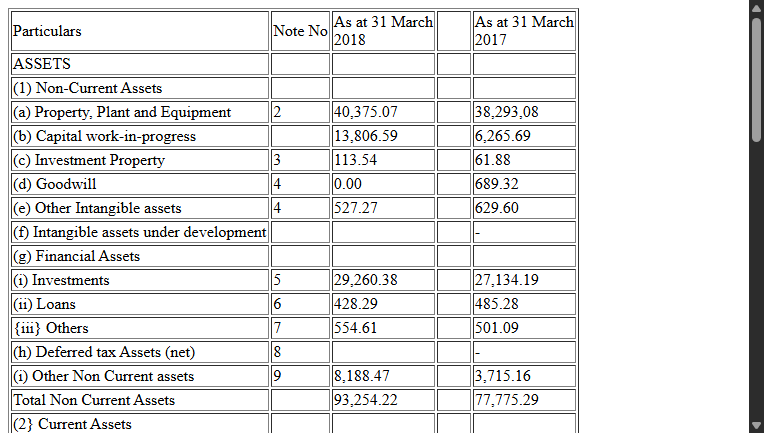 Particulars Note No As at 31 March 2018 As at 31 March 2017
ASSETS
(1) Non-Current Assets
(a) Property, Plant and Equipment 2 40,375.07 38,293,08
(b) Capital work-in-progress 13,806.59 6,265.69
(c) Investment Property 3 113.54 61.88
(d) Goodwill 4 0.00 689.32
(e) Other Intangible assets 4 527.27 629.60
(f) Intangible assets under development -
(g) Financial Assets
(i) Investments 5 29,260.38 27,134.19
(ii) Loans 6 428.29 485.28
{iii} Others 7 554.61 501.09
(h) Deferred tax Assets (net) 8 -
(i) Other Non Current assets 9 8,188.47 3,715.16
Total Non Current Assets 93,254.22 77,775.29
(2} Current Assets